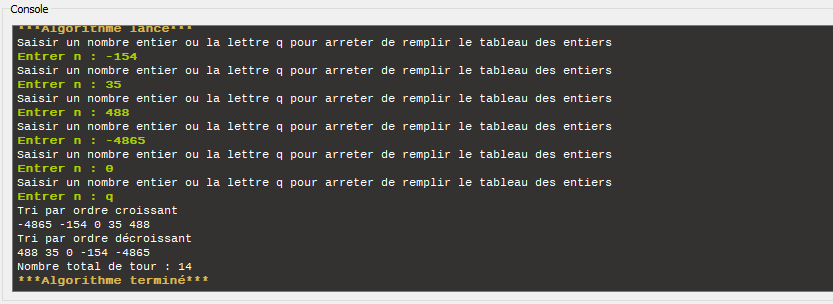 Console
***Algorithme lancé***
Saisir un nombre entier ou la lettre q pour arreter de remplir le tableau des entiers
Entrer n : -154
Saisir un nombre entier ou la lettre q pour arreter de remplir le tableau des entiers
Entrer n : 35
Saisir un nombre entier ou la lettre q pour arreter de remplir le tableau des entiers
Entrer n : 488
Saisir un nombre entier ou la lettre q pour arreter de remplir le tableau des entiers
Entrer n : -4865
Saisir un nombre entier ou la lettre q pour arreter de remplir le tableau des entiers
Entrer n : 0
Saisir un nombre entier ou la lettre q pour arreter de remplir le tableau des entiers
Entrer n : q
Tri par ordre croissant
-4865 -154 0 35 488
Tri par ordre décroissant
488 35 0 -154 -4865
Nombre total de tour : 14
***Algorithme terminé***